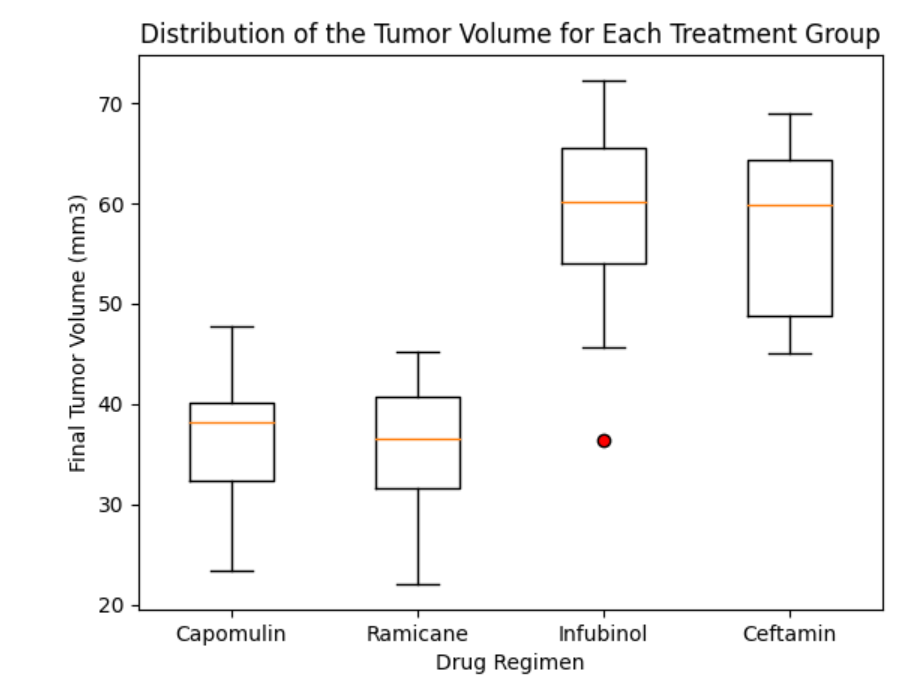 Distribution of the Tumor Volume for Each Treatment Group
Final Tumor Volume (mm3)
70
60
50
40
30
20
Capomulin Ramicane Infubinol Ceftamin
Drug Regimen